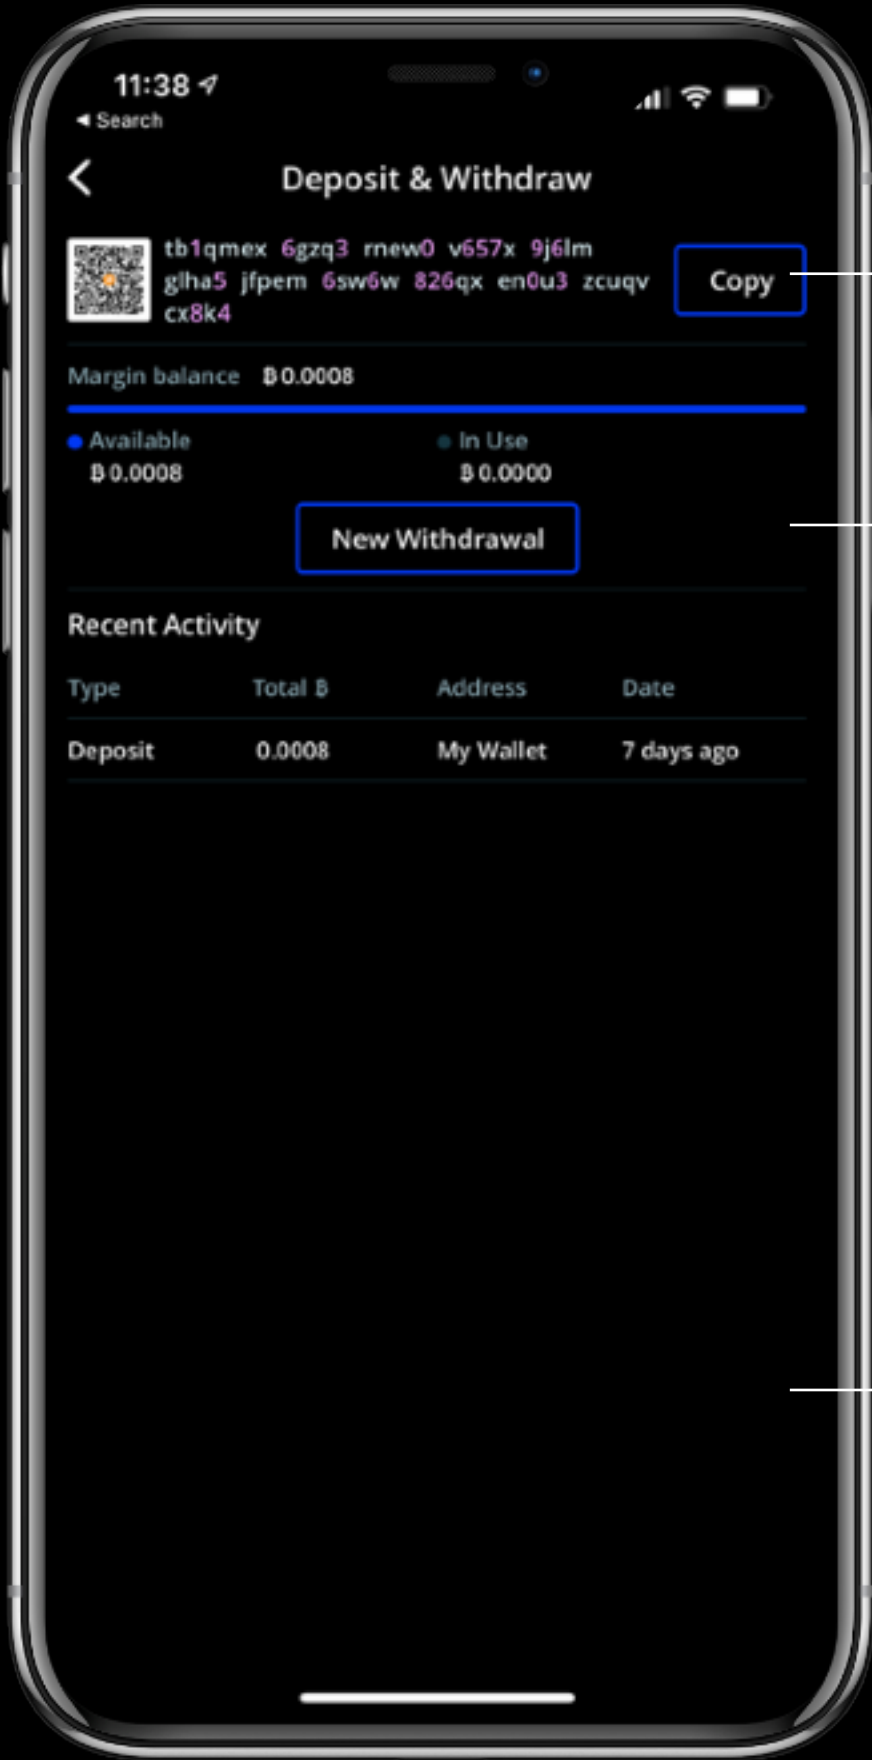 11:38
◀ Search
Deposit & Withdraw
tb1qmex 6gzq3 rnew0 v657x 9j6lm
glha5 jfpem 6sw6w 826qx en0u3 zcuqv
cx8k4
Copy
Margin balance ₿ 0.0008
Available In Use
₿ 0.0008 ₿ 0.0000
New Withdrawal
Recent Activity
Type Total ₿ Address Date
Deposit 0.0008 My Wallet 7 days ago